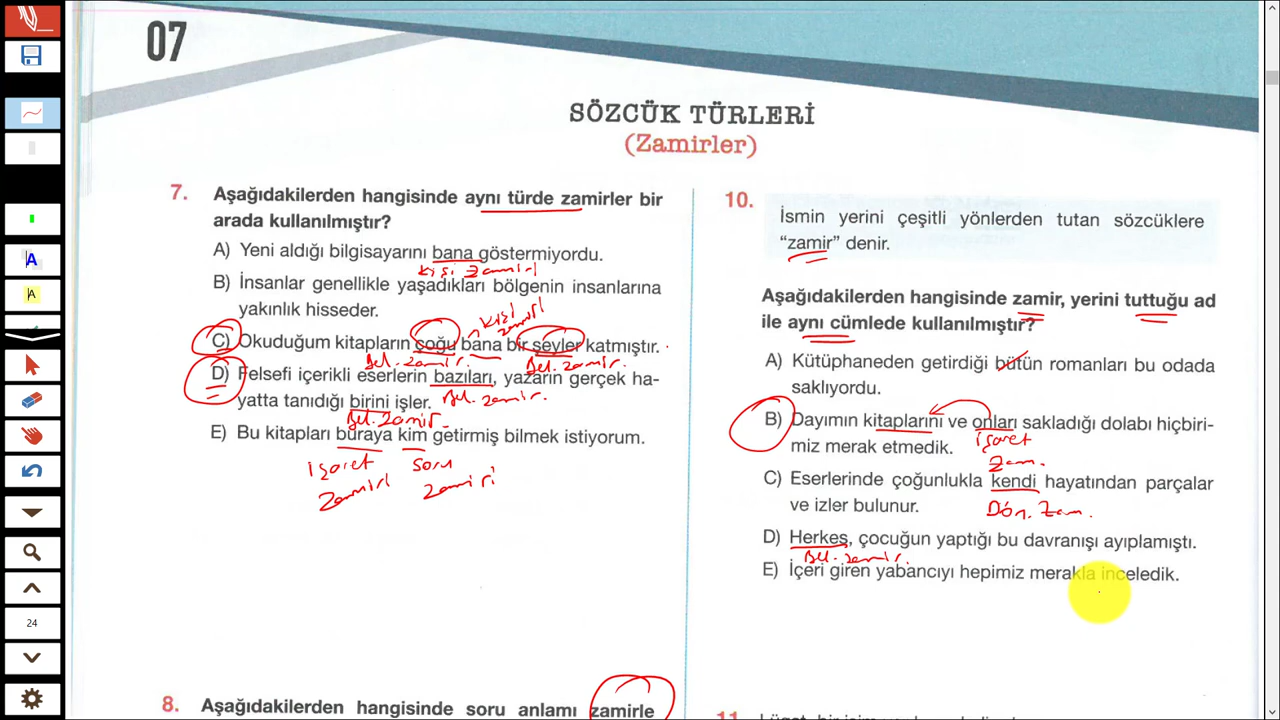 07
SÖZCÜK TÜRLERİ
(Zamirler)
7. Aşağıdakilerden hangisinde aynı türde zamirler bir
arada kullanılmıştır?
A) Yeni aldığı bilgisayarını bana göstermiyordu.
kişi zamiri
B) İnsanlar genellikle yaşadıkları bölgenin insanlarına
yakınlık hisseder.
kişi
zamiri
C) Okuduğum kitapların çoğu bana bir şeyler katmıştır.
Bel. zamir. Bel. zamir.
D) Felsefi içerikli eserlerin bazıları, yazarın gerçek ha-
yatta tanıdığı birini işler. Bel. zamir.
Bel. zamir.
E) Bu kitapları buraya kim getirmiş bilmek istiyorum.
işaret soru
zamiri zamiri
8. Aşağıdakilerden hangisinde soru anlamı zamirle
10.
İsmin yerini çeşitli yönlerden tutan sözcüklere
“zamir” denir.
Aşağıdakilerden hangisinde zamir, yerini tuttuğu ad
ile aynı cümlede kullanılmıştır?
A) Kütüphaneden getirdiği bütün romanları bu odada
saklıyordu.
B) Dayımın kitaplarını ve onları sakladığı dolabı hiçbiri-
miz merak etmedik.
işaret
Zam.
C) Eserlerinde çoğunlukla kendi hayatından parçalar
ve izler bulunur.
Dön. Zam.
D) Herkes, çocuğun yaptığı bu davranışı ayıplamıştı.
Bel. zamir.
E) İçeri giren yabancıyı hepimiz merakla inceledik.
A
A
24